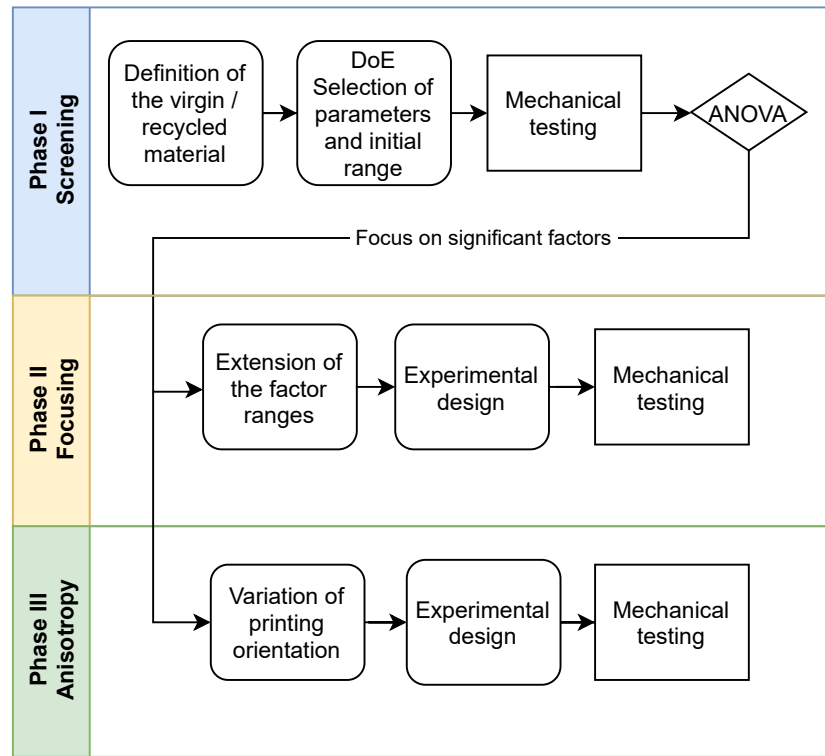 Phase I
Screening
Definition of
the virgin /
recycled
material
DoE
Selection of
parameters
and initial
range
Mechanical
testing
ANOVA
Focus on significant factors
Phase II
Focusing
Extension of
the factor
ranges
Experimental
design
Mechanical
testing
Phase III
Anisotropy
Variation of
printing
orientation
Experimental
design
Mechanical
testing